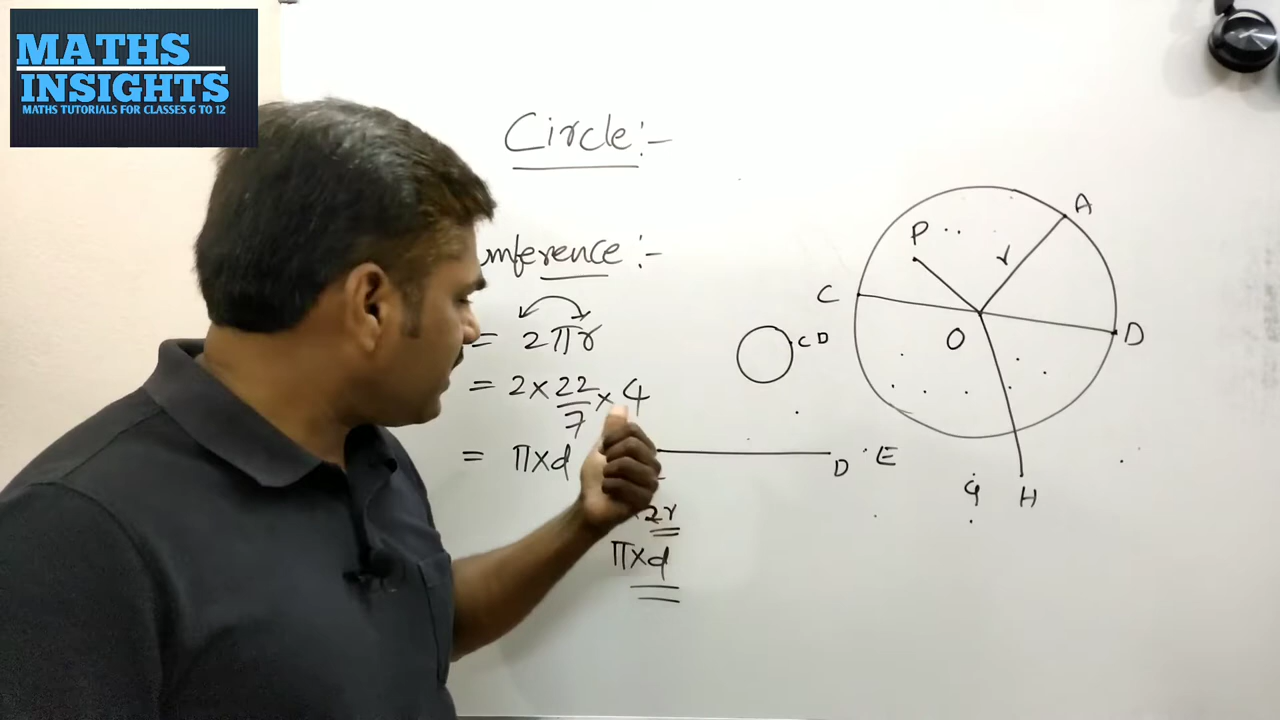 MATHS
INSIGHTS
MATHS TUTORIALS FOR CLASSES 6 TO 12
Circle:-
mference :-
= 2πr
= 2 × 22/7 × 4
= π×d
2r
π×d
C D
D
E
P
A
r
C
O
D
G
H